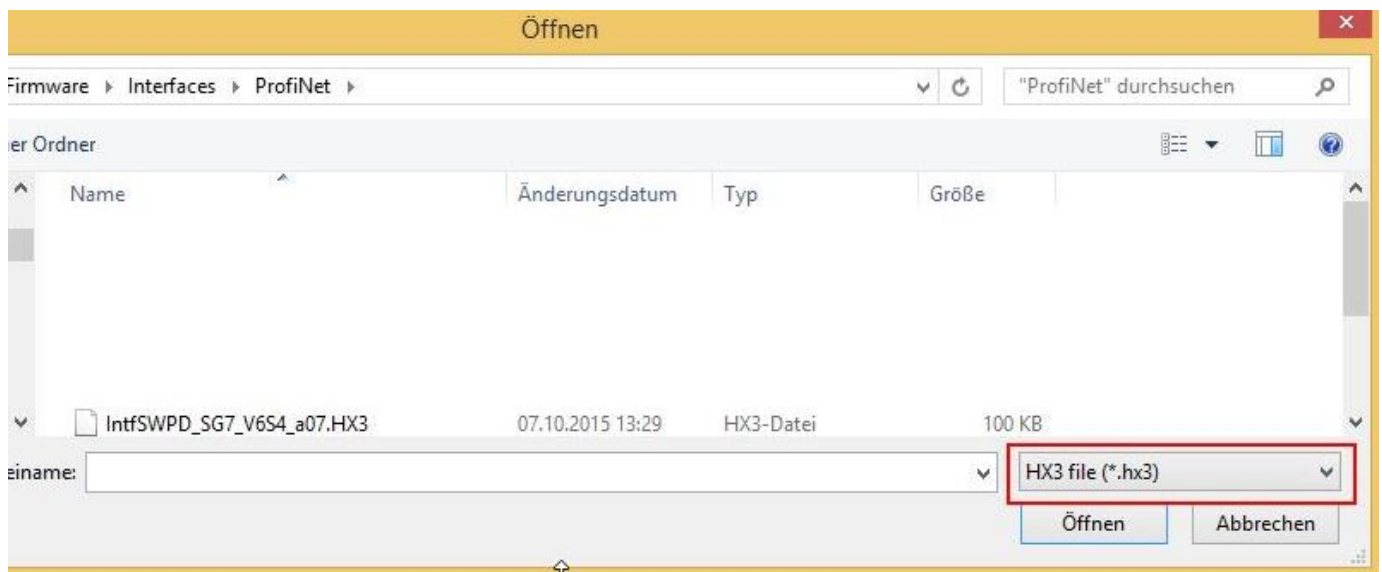 Öffnen
Firmware Interfaces ProfiNet "ProfiNet" durchsuchen
er Ordner
Name Änderungsdatum Typ Größe
IntfSWPD_SG7_V6S4_a07.HX3 07.10.2015 13:29 HX3-Datei 100 KB
einame: HX3 file (*.hx3)
Öffnen Abbrechen